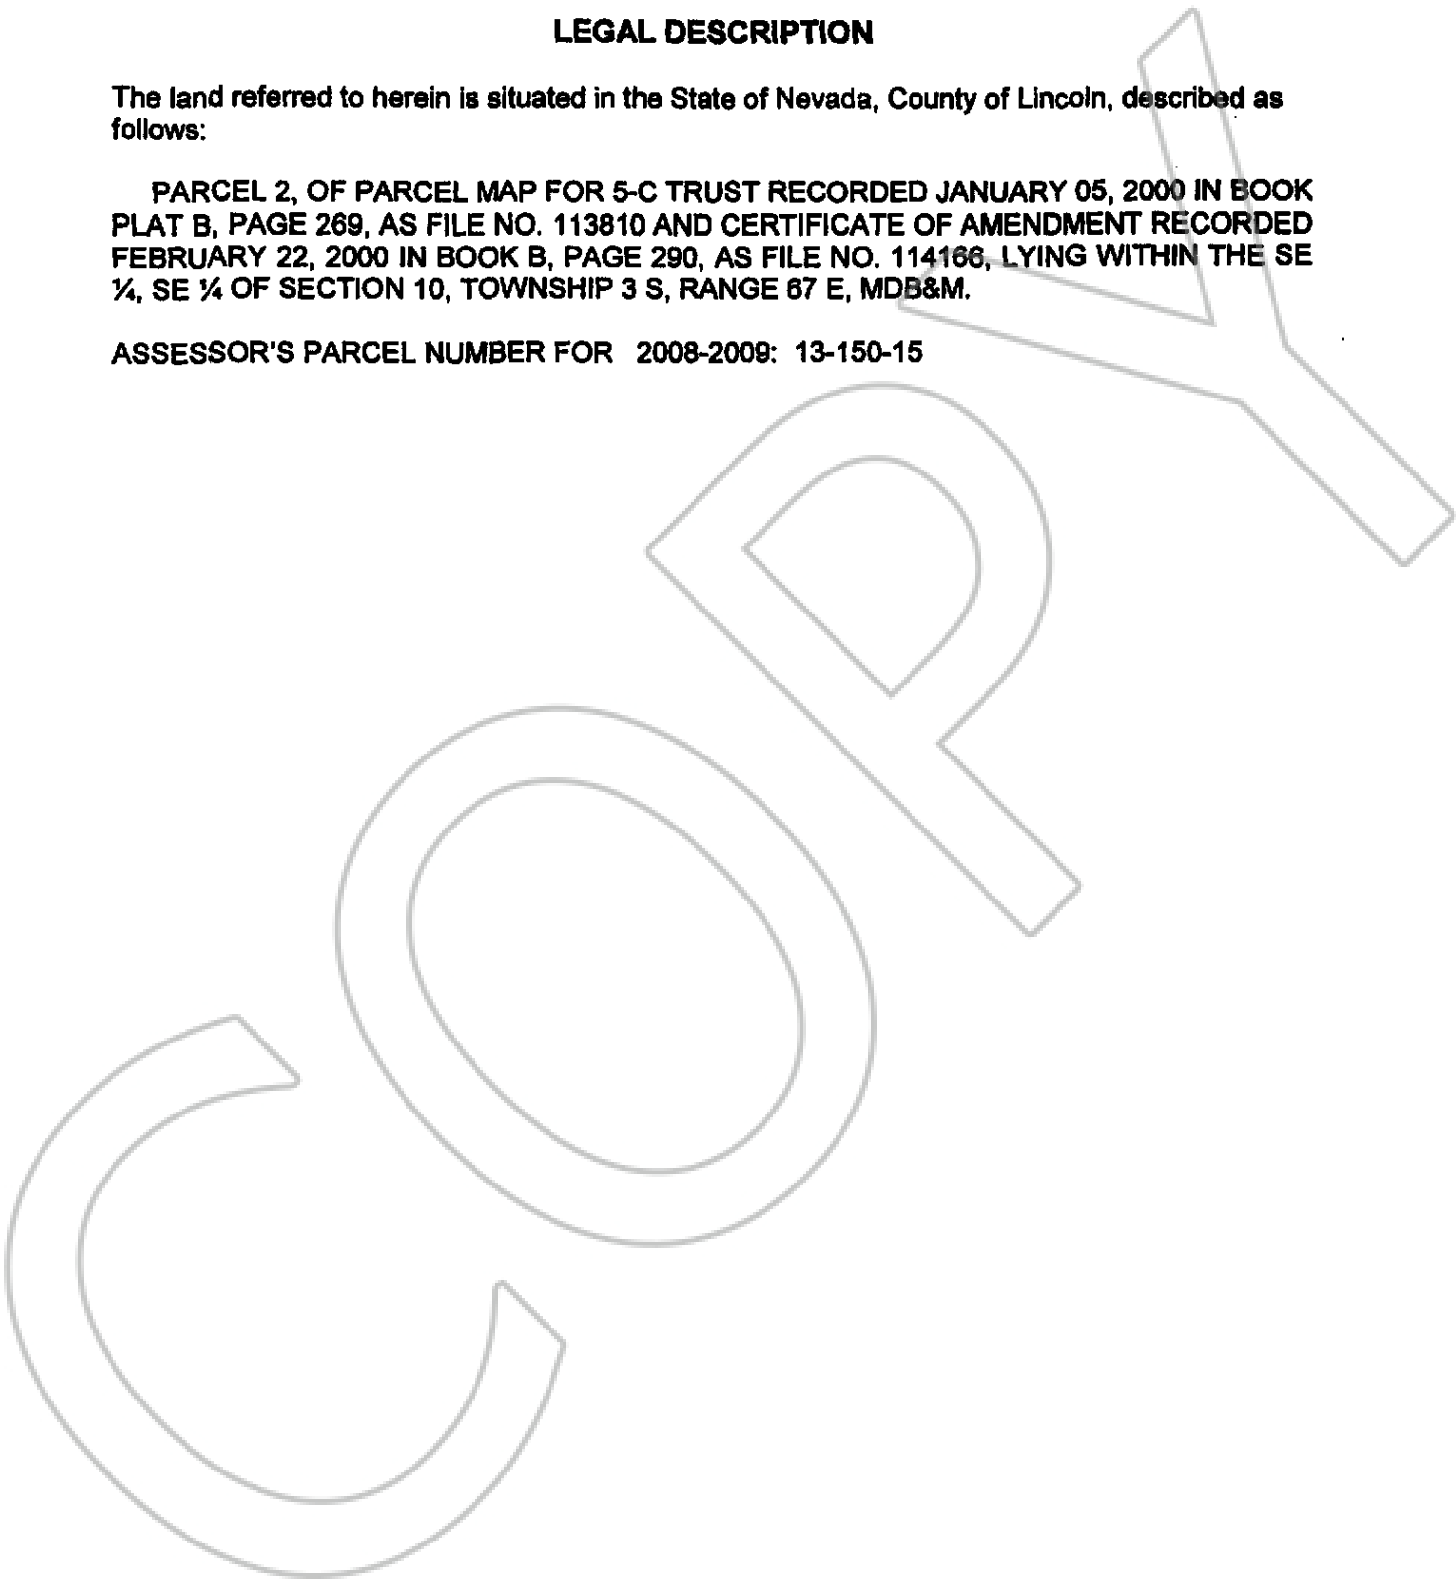 LEGAL DESCRIPTION
The land referred to herein is situated in the State of Nevada, County of Lincoln, described as
follows:
PARCEL 2, OF PARCEL MAP FOR 5-C TRUST RECORDED JANUARY 05, 2000 IN BOOK
PLAT B, PAGE 269, AS FILE NO. 113810 AND CERTIFICATE OF AMENDMENT RECORDED
FEBRUARY 22, 2000 IN BOOK B, PAGE 290, AS FILE NO. 114166, LYING WITHIN THE SE
¼, SE ¼ OF SECTION 10, TOWNSHIP 3 S, RANGE 67 E, MDB&M.
ASSESSOR'S PARCEL NUMBER FOR 2008-2009: 13-150-15
COPY